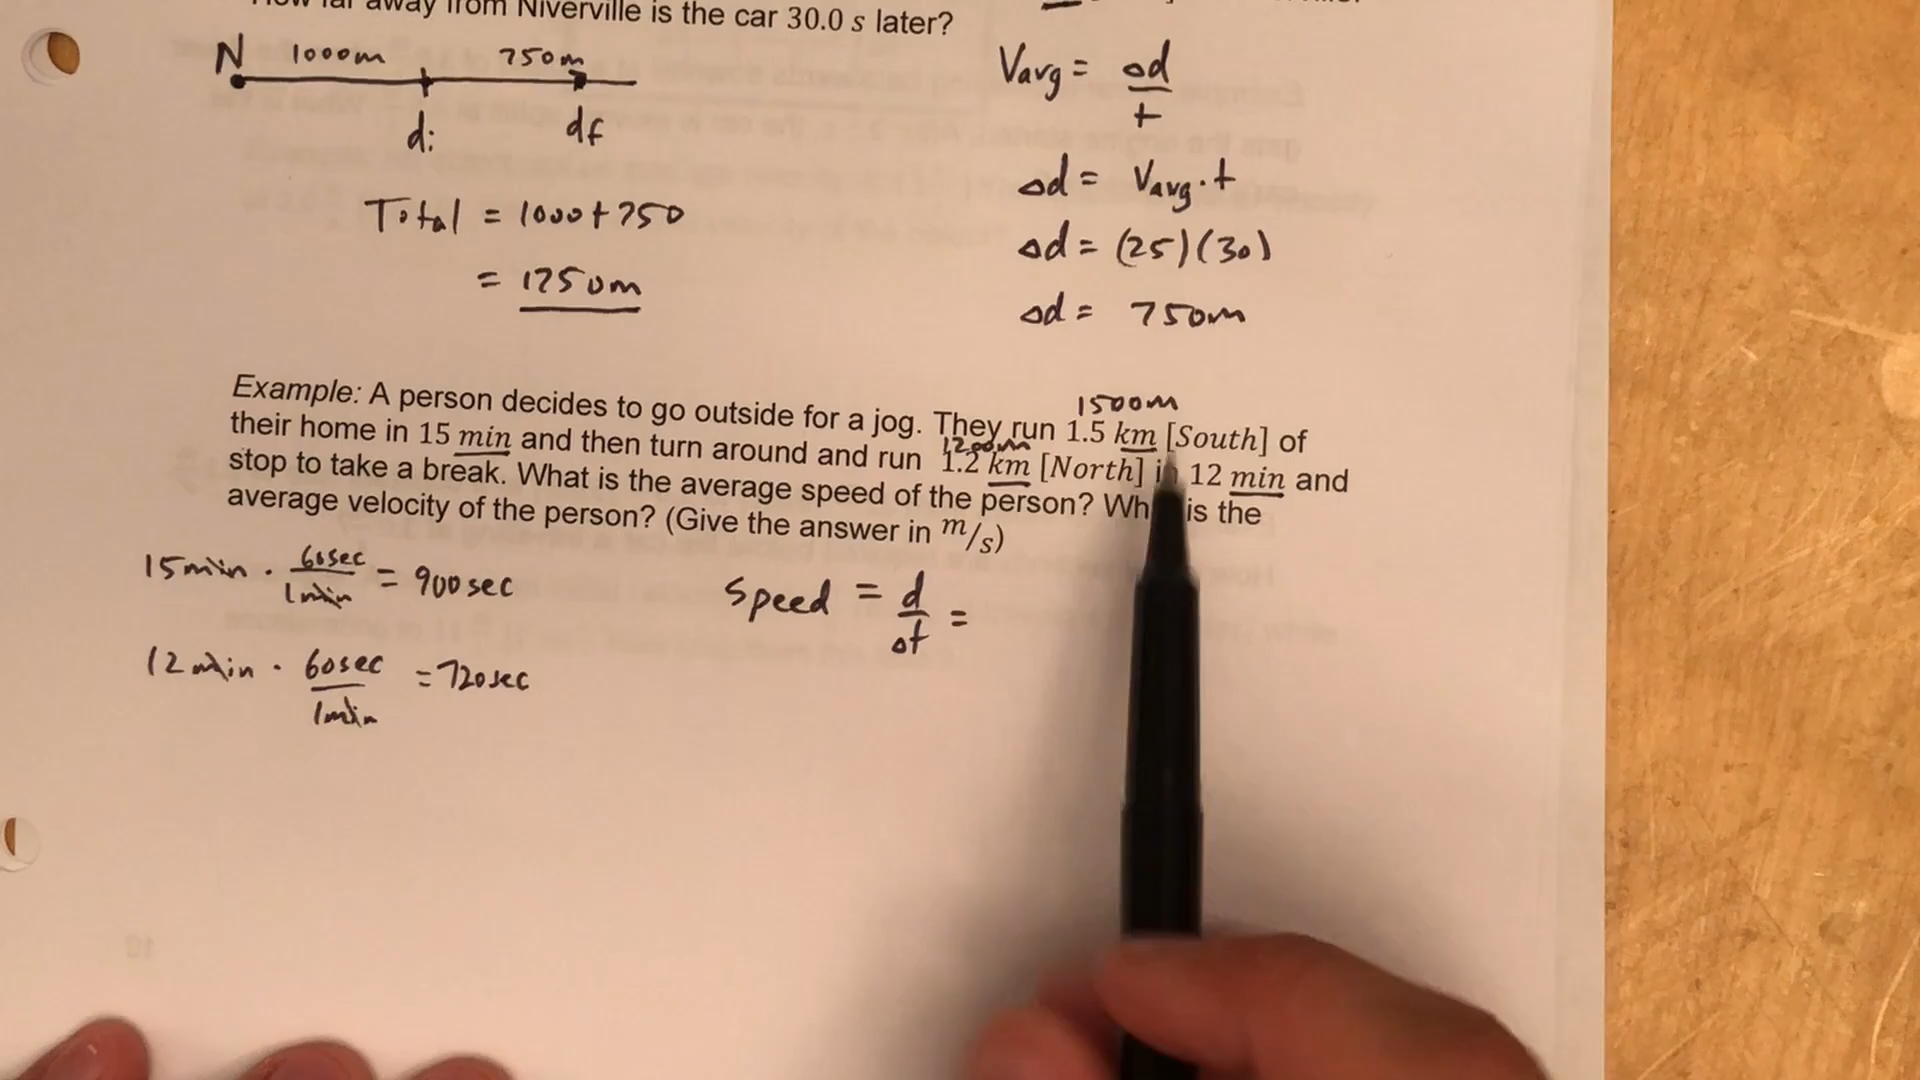 away from Niverville is the car 30.0 s later?
N 1000m 750m
di df
Total = 1000+750
= 1750m
Vavg = Δd/t
Δd = Vavg·t
Δd = (25)(30)
Δd = 750m
1500m
Example: A person decides to go outside for a jog. They run 1.5 km [South] of
1200m
their home in 15 min and then turn around and run 1.2 km [North] in 12 min and
stop to take a break. What is the average speed of the person? Wh is the
average velocity of the person? (Give the answer in m/s)
15min · 60sec/1min = 900sec
12min · 60sec/1min = 720sec
Speed = d/Δt =